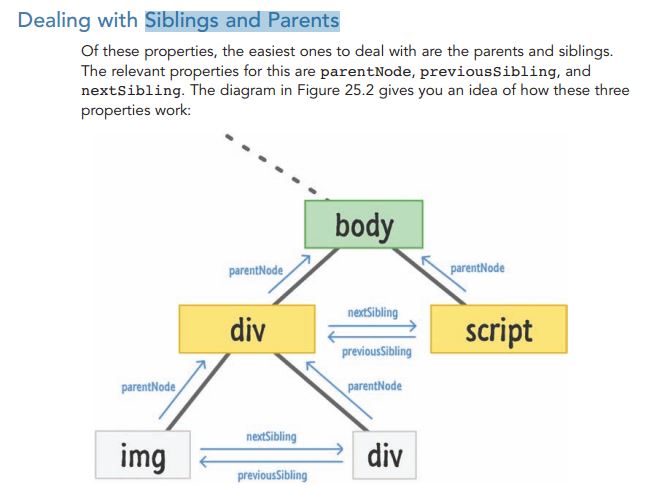 Dealing with Siblings and Parents
Of these properties, the easiest ones to deal with are the parents and siblings.
The relevant properties for this are parentNode, previousSibling, and
nextSibling. The diagram in Figure 25.2 gives you an idea of how these three
properties work:
body
parentNode
parentNode
div
nextSibling
previousSibling
script
parentNode
parentNode
img
nextSibling
previousSibling
div